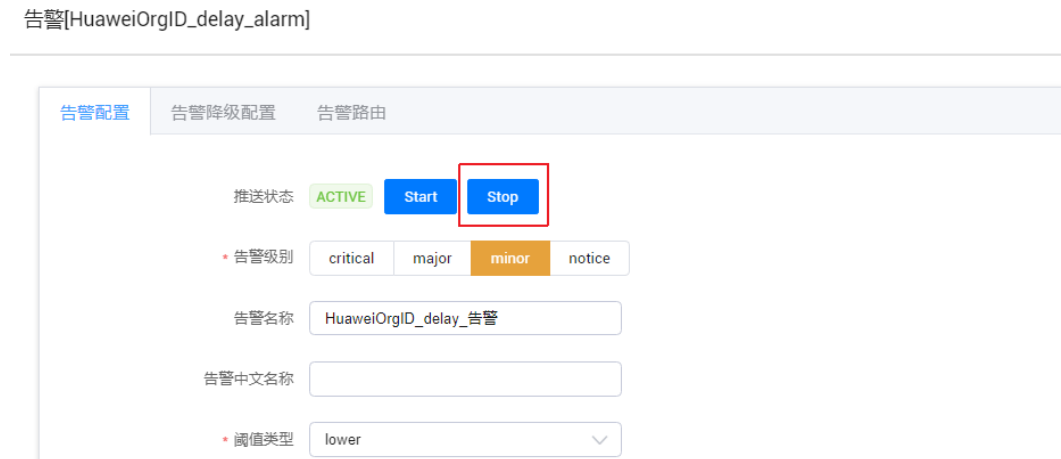 告警[HuaweiOrgID_delay_alarm]
告警配置 告警降级配置 告警路由
推送状态 ACTIVE Start Stop
* 告警级别 critical major minor notice
告警名称 HuaweiOrgID_delay_告警
告警中文名称
* 阈值类型 lower